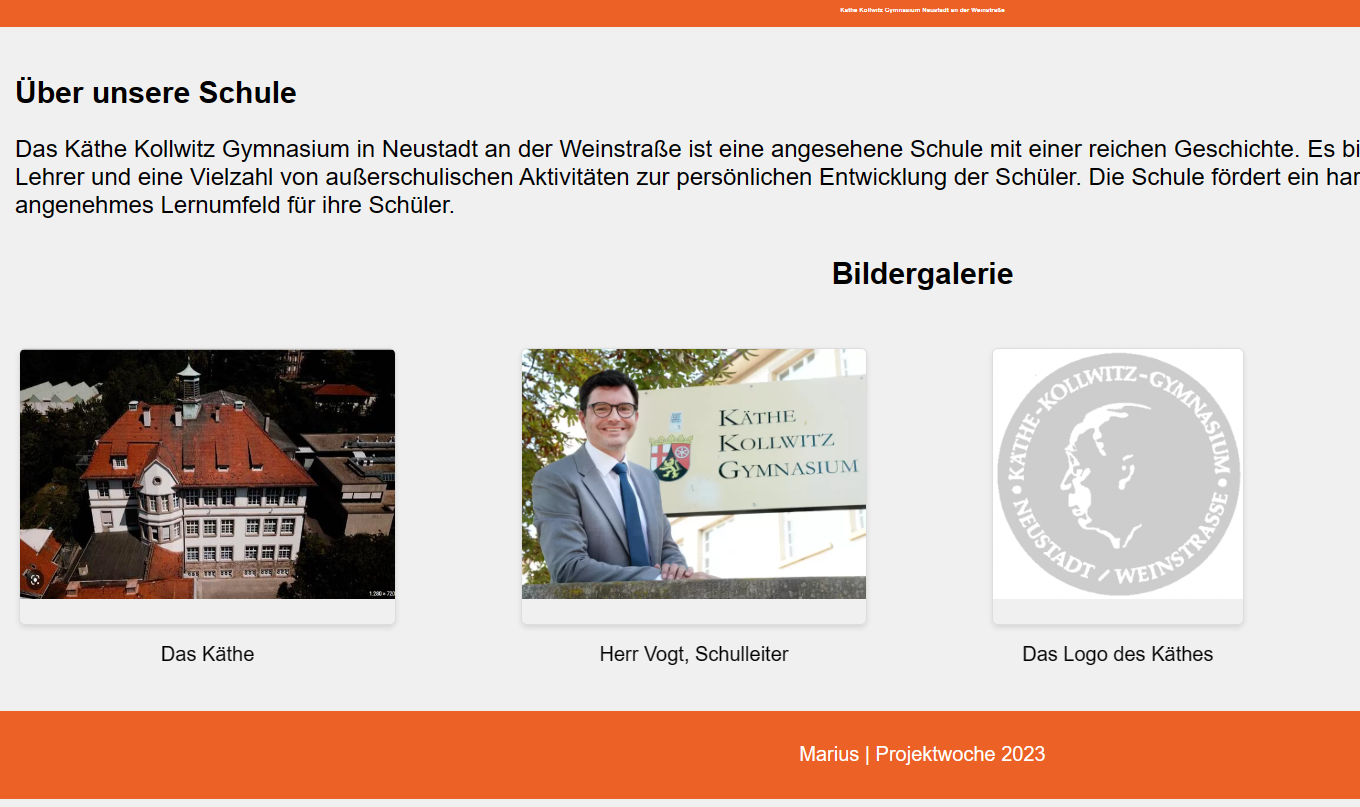 Käthe Kollwitz Gymnasium Neustadt an der Weinstraße
Über unsere Schule
Das Käthe Kollwitz Gymnasium in Neustadt an der Weinstraße ist eine angesehene Schule mit einer reichen Geschichte. Es bi
Lehrer und eine Vielzahl von außerschulischen Aktivitäten zur persönlichen Entwicklung der Schüler. Die Schule fördert ein har
angenehmes Lernumfeld für ihre Schüler.
Bildergalerie
1:280 × 720
KÄTHE
KOLLWITZ
GYMNASIUM
• KÄTHE-KOLLWITZ-GYMNASIUM •
NEUSTADT / WEINSTRASSE
Das Käthe
Herr Vogt, Schulleiter
Das Logo des Käthes
Marius | Projektwoche 2023